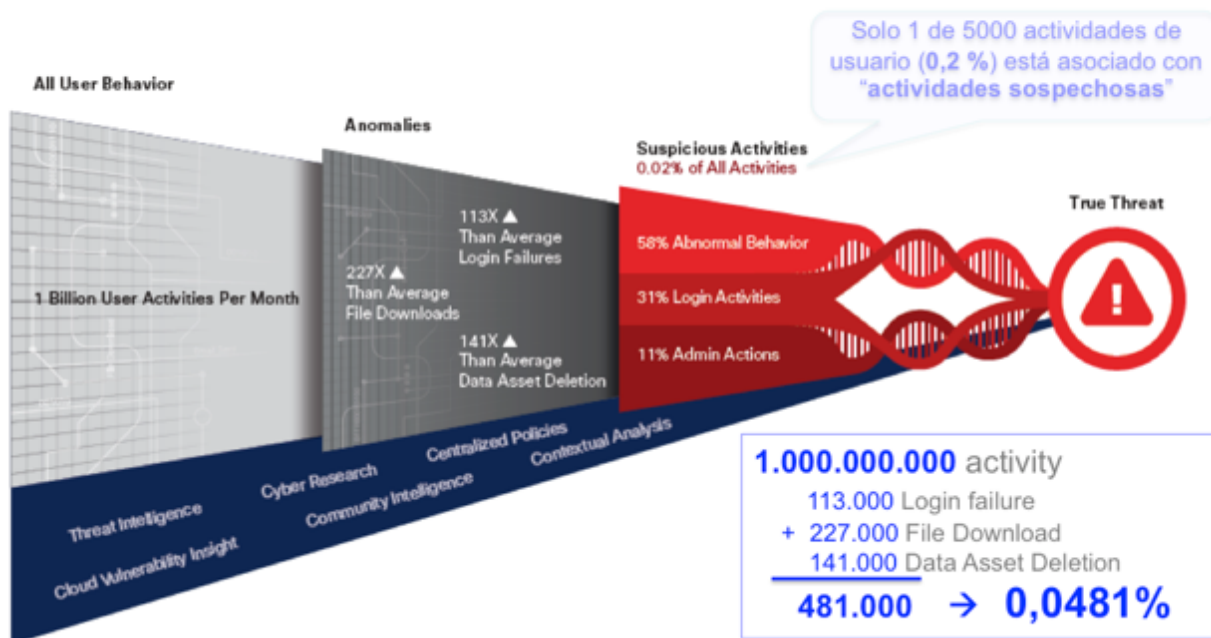 Solo 1 de 5000 actividades de
usuario (0,2 %) está asociado con
“actividades sospechosas”
All User Behavior
Anomalies
Suspicious Activities
0.02% of All Activities
True Threat
113X ▲
Than Average
Login Failures
58% Abnormal Behavior
227X ▲
Than Average
File Downloads
1 Billion User Activities Per Month
31% Login Activities
141X ▲
Than Average
Data Asset Deletion
11% Admin Actions
Threat Intelligence
Cyber Research
Centralized Policies
Cloud Vulnerability Insight
Community Intelligence
Contextual Analysis
1.000.000.000 activity
113.000 Login failure
+ 227.000 File Download
141.000 Data Asset Deletion
481.000 → 0,0481%